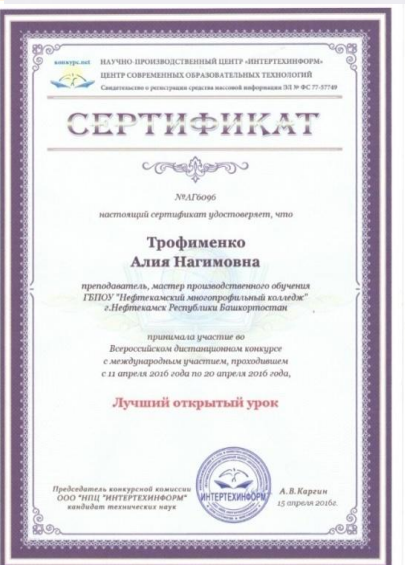 конкурс.net
НАУЧНО-ПРОИЗВОДСТВЕННЫЙ ЦЕНТР «ИНТЕРТЕХИНФОРМ»
ЦЕНТР СОВРЕМЕННЫХ ОБРАЗОВАТЕЛЬНЫХ ТЕХНОЛОГИЙ
Свидетельство о регистрации средства массовой информации ЭЛ № ФС 77-57749
СЕРТИФИКАТ
№АГ6096
настоящий сертификат удостоверяет, что
Трофименко
Алия Нагимовна
преподаватель, мастер производственного обучения
ГБПОУ "Нефтекамский многопрофильный колледж"
г.Нефтекамск Республики Башкортостан
принимала участие во
Всероссийском дистанционном конкурсе
с международным участием, проходившем
с 11 апреля 2016 года по 20 апреля 2016 года,
Лучший открытый урок
Председатель конкурсной комиссии
ООО "НПЦ "ИНТЕРТЕХИНФОРМ"
кандидат технических наук
ИНТЕРТЕХИНФОРМ
А.В.Каргин
15 апреля 2016г.